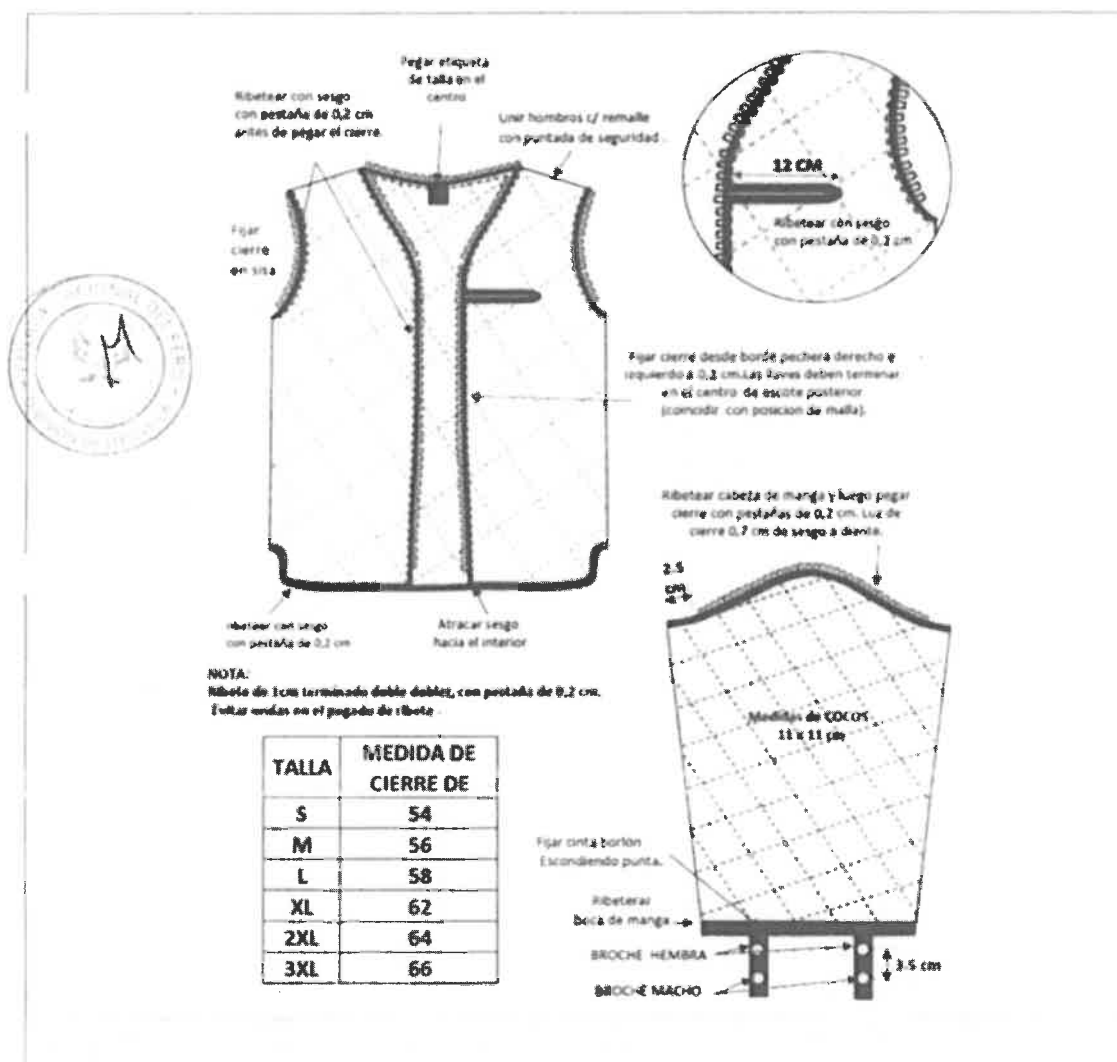 Pegar etiqueta
de talla en el
centro
Ribetear con sesgo
con pestaña de 0,2 cm
antes de pegar el cierre.
Unir hombros c/ remalle
con puntada de seguridad.
Fijar
cierre
en sisa
12 CM
Ribetear con sesgo
con pestaña de 0,2 cm
Fijar cierre desde borde pechera derecho e
izquierdo a 0,2 cm. Las llaves deben terminar
en el centro de escote posterior
(coincidir con posicion de malla).
Ribetear cabeza de manga y luego pegar
cierre con pestañas de 0,2 cm. Luz de
cierre 0,7 cm de sesgo a diente.
2.5
CM
ribetear con sesgo
con pestaña de 0,2 cm
Atracar sesgo
hacia el interior
NOTA:
Ribete de 1cm terminado doble doblez, con pestaña de 0,2 cm.
Evitar ondas en el pegado de ribete
Medidas de COCOS
11 x 11 cm
TALLA MEDIDA DE
CIERRE DE
S 54
M 56
L 58
XL 62
2XL 64
3XL 66
Fijar cinta borlón
Escondiendo punta.
Ribeterar
boca de manga
BROCHE HEMBRA
3.5 cm
BROCHE MACHO